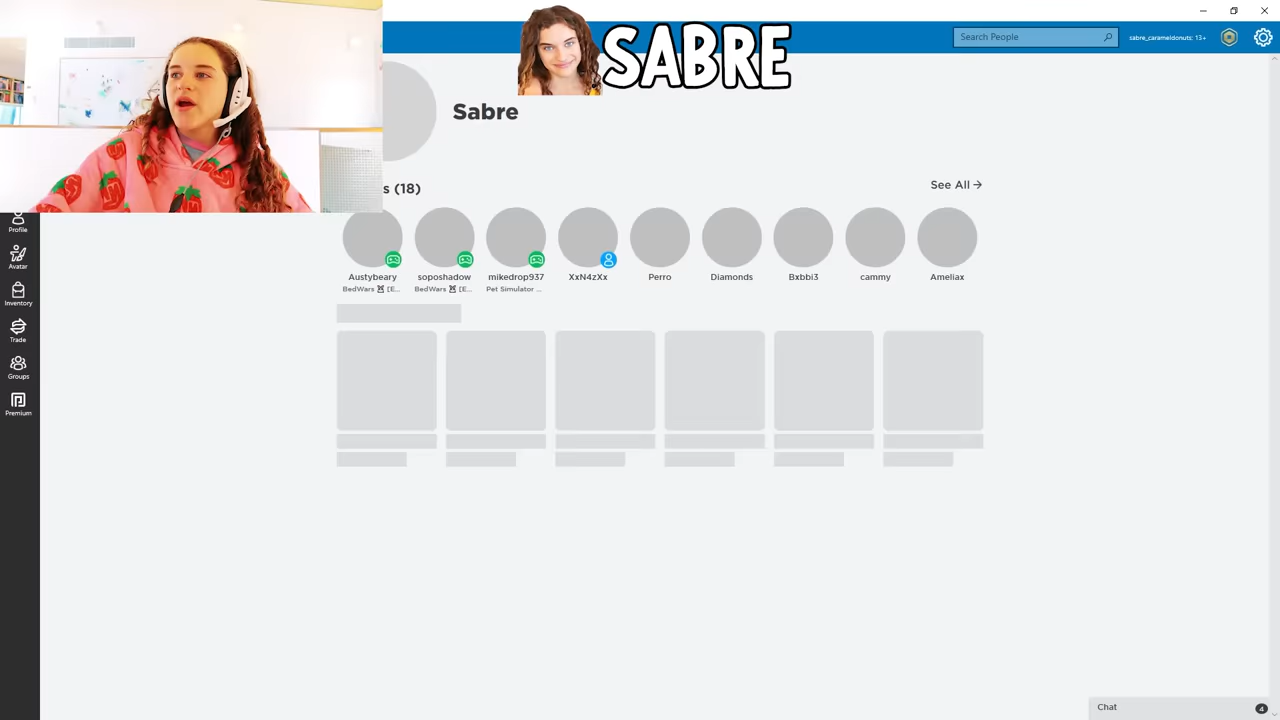 SABRE
Search People
sabre_carameldonuts: 13+
Sabre
s (18)
See All
Profile
Avatar
Inventory
Trade
Groups
Premium
Austybeary
soposhadow
mikedrop937
XxN4zXx
Perro
Diamonds
Bxbbi3
cammy
Ameliax
BedWars [E...
BedWars [E...
Pet Simulator ...
Chat
4